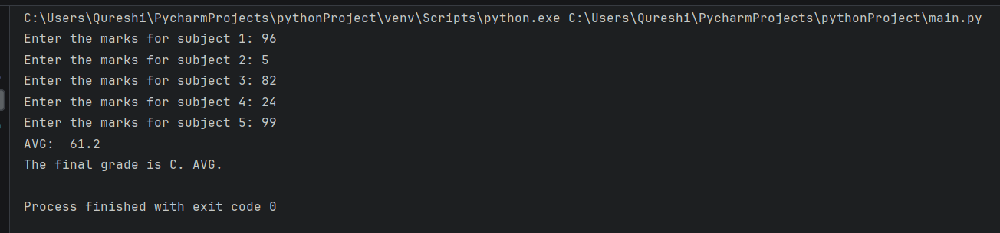 C:\Users\Qureshi\PycharmProjects\pythonProject\venv\Scripts\python.exe C:\Users\Qureshi\PycharmProjects\pythonProject\main.py
Enter the marks for subject 1: 96
Enter the marks for subject 2: 5
Enter the marks for subject 3: 82
Enter the marks for subject 4: 24
Enter the marks for subject 5: 99
AVG:  61.2
The final grade is C. AVG.
Process finished with exit code 0